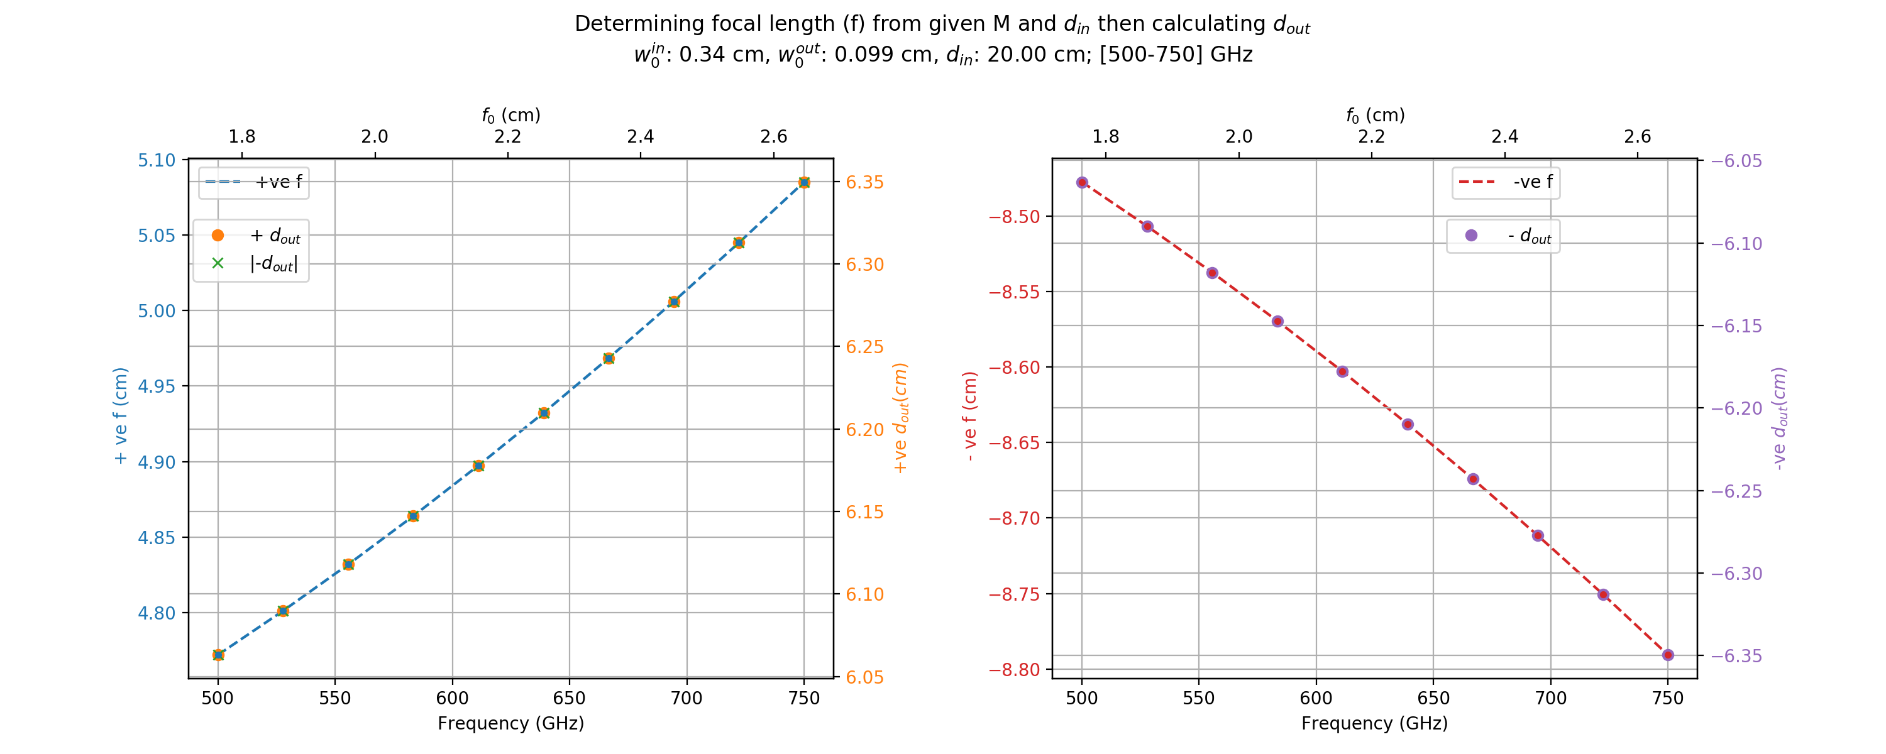 Determining focal length (f) from given M and d_in then calculating d_out
w_0^in: 0.34 cm, w_0^out: 0.099 cm, d_in: 20.00 cm; [500-750] GHz
f_0 (cm)
1.8 2.0 2.2 2.4 2.6
5.10
5.05
5.00
4.95
4.90
4.85
4.80
+ ve f (cm)
+ve f
+ d_out
|-d_out|
6.35
6.30
6.25
6.20
6.15
6.10
6.05
+ve d_out(cm)
500 550 600 650 700 750
Frequency (GHz)
f_0 (cm)
1.8 2.0 2.2 2.4 2.6
−8.50
−8.55
−8.60
−8.65
−8.70
−8.75
−8.80
- ve f (cm)
-ve f
- d_out
−6.05
−6.10
−6.15
−6.20
−6.25
−6.30
−6.35
-ve d_out(cm)
500 550 600 650 700 750
Frequency (GHz)